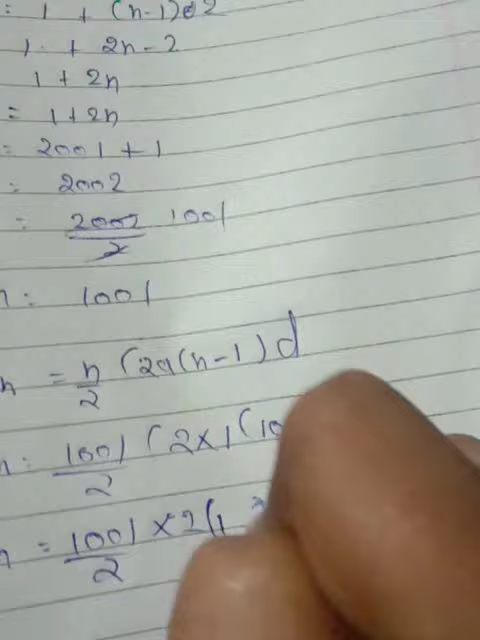 = 1 + (n-1)2
1 + 2n - 2
1 + 2n
= 1 + 2n
= 2001 + 1
= 2002
= 2002/2 1001
n = 1001
n = n/2 (2a(n-1)d
n = 1001/2 (2×1(10
n = 1001/2 × 2(1